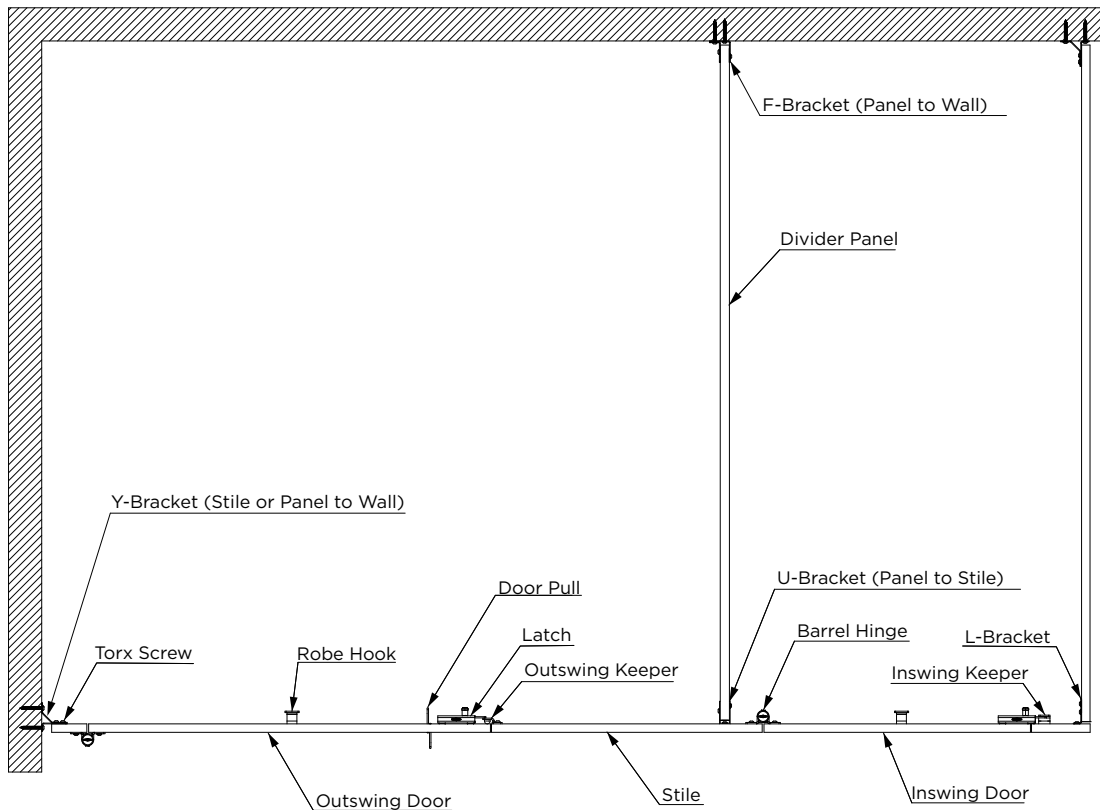 F-Bracket (Panel to Wall)
Divider Panel
Y-Bracket (Stile or Panel to Wall)
U-Bracket (Panel to Stile)
Door Pull
Barrel Hinge
L-Bracket
Latch
Torx Screw
Robe Hook
Outswing Keeper
Inswing Keeper
Outswing Door
Stile
Inswing Door